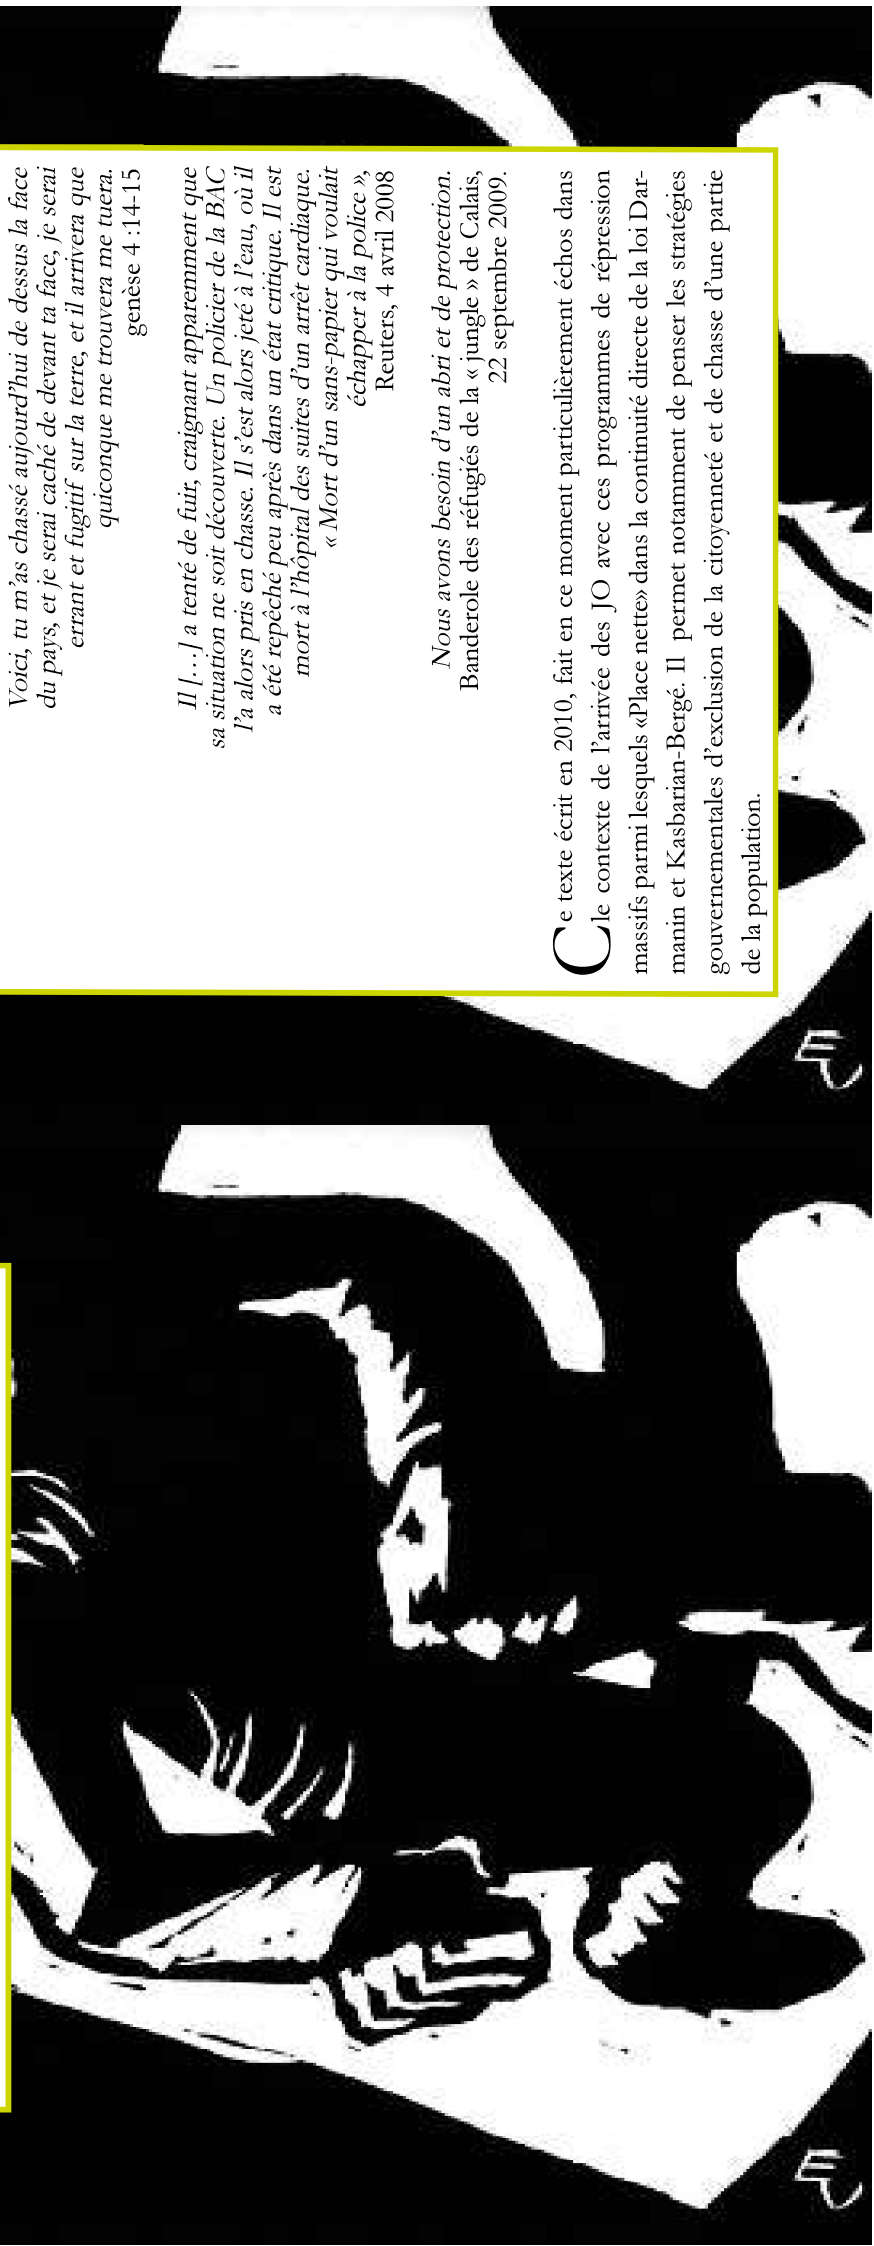 Voici, tu m'as chassé aujourd'hui de dessus la face
du pays, et je serai caché de devant ta face, je serai
errant et fugitif sur la terre, et il arrivera que
quiconque me trouvera me tuera.
genèse 4 :14-15
Il […] a tenté de fuir, craignant apparemment que
sa situation ne soit découverte. Un policier de la BAC
l'a alors pris en chasse. Il s'est alors jeté à l'eau, où il
a été repêché peu après dans un état critique. Il est
mort à l'hôpital des suites d'un arrêt cardiaque.
« Mort d'un sans-papier qui voulait
échapper à la police »,
Reuters, 4 avril 2008
Nous avons besoin d'un abri et de protection.
Banderole des réfugiés de la « jungle » de Calais,
22 septembre 2009.
Ce texte écrit en 2010, fait en ce moment particulièrement échos dans
le contexte de l'arrivée des JO avec ces programmes de répression
massifs parmi lesquels «Place nette» dans la continuité directe de la loi Dar-
manin et Kasbarian-Bergé. Il permet notamment de penser les stratégies
gouvernementales d'exclusion de la citoyenneté et de chasse d'une partie
de la population.